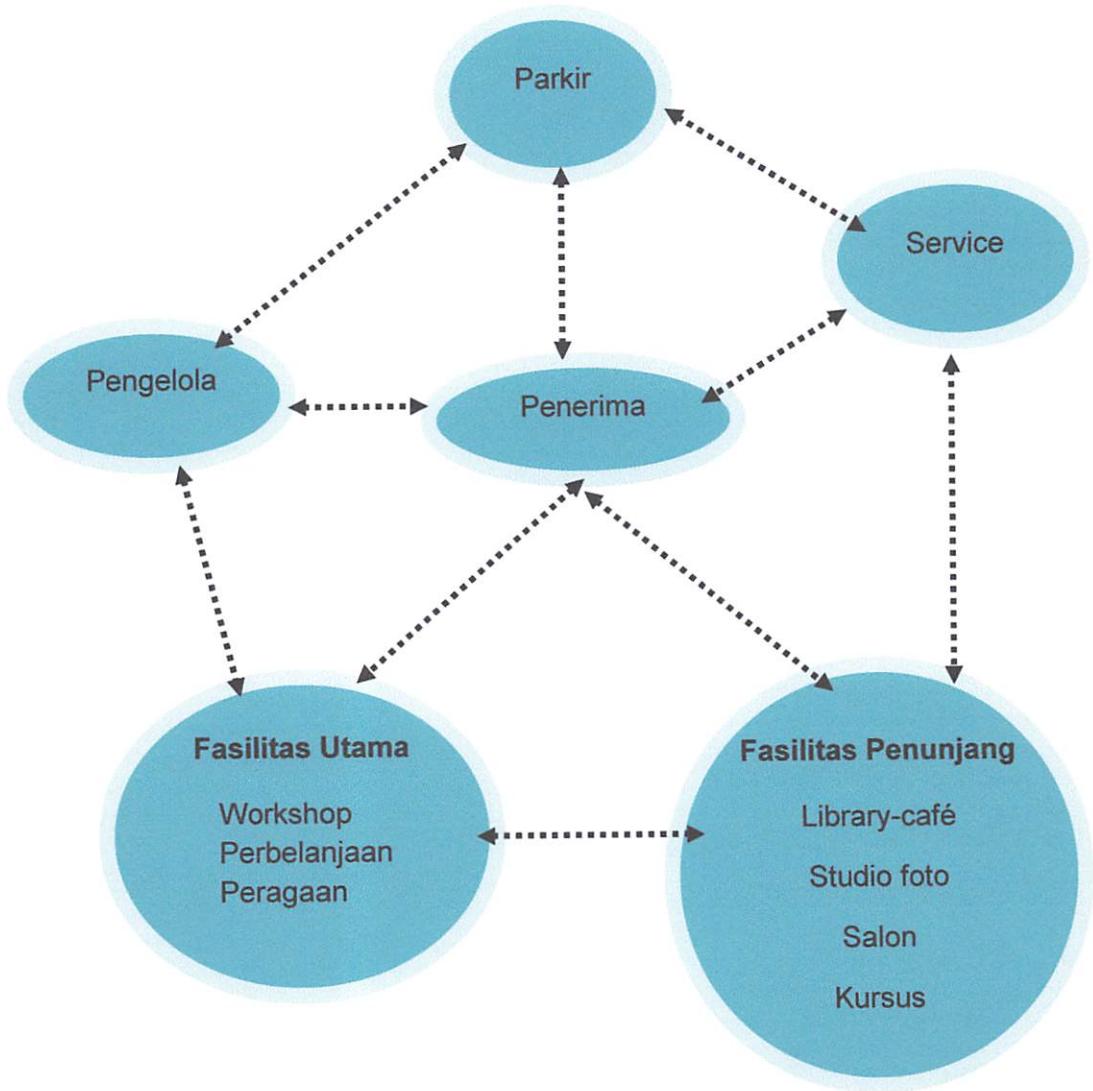 Parkir
Service
Pengelola
Penerima
Fasilitas Utama
Workshop
Perbelanjaan
Peragaan
Fasilitas Penunjang
Library-café
Studio foto
Salon
Kursus